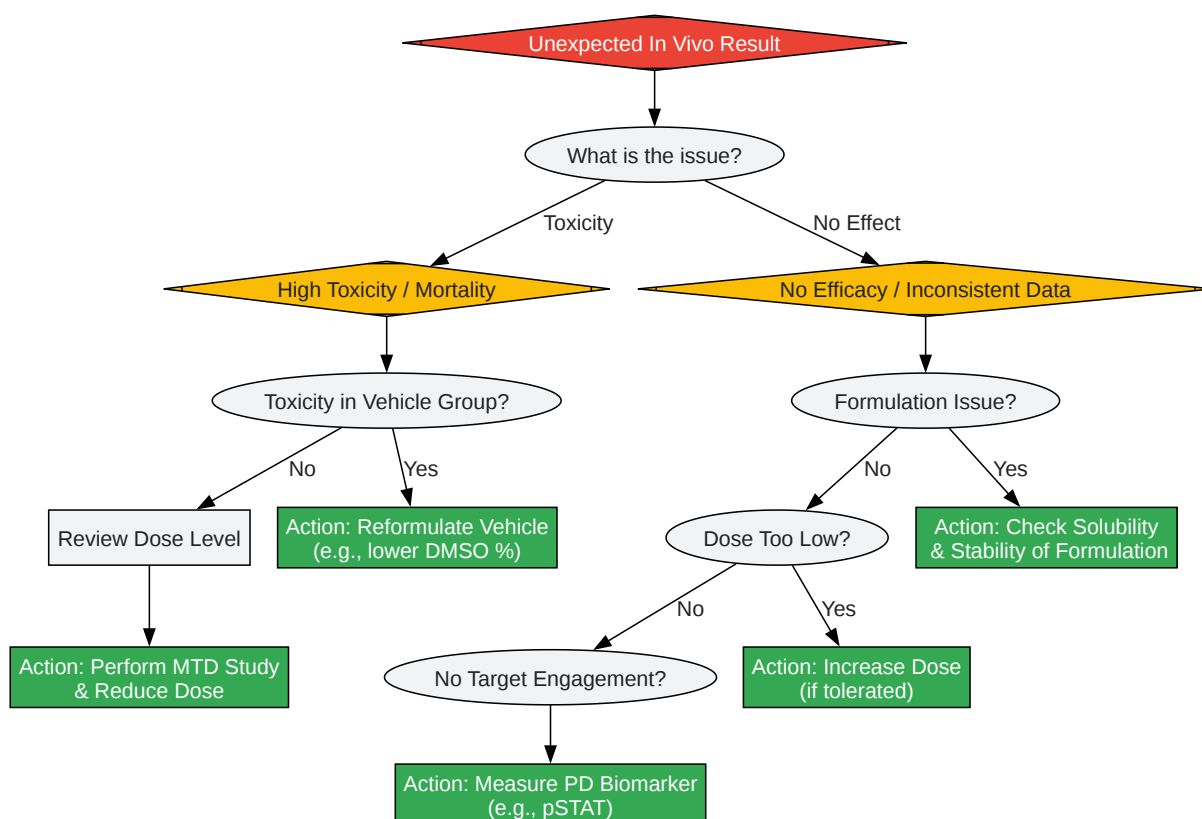 Unexpected In Vivo Result
What is the issue?
Toxicity
No Effect
High Toxicity / Mortality
No Efficacy / Inconsistent Data
Toxicity in Vehicle Group?
Formulation Issue?
No
Yes
No
Yes
Review Dose Level
Action: Reformulate Vehicle
(e.g., lower DMSO %)
Dose Too Low?
Action: Check Solubility
& Stability of Formulation
No
Yes
Action: Perform MTD Study
& Reduce Dose
No Target Engagement?
Action: Increase Dose
(if tolerated)
Action: Measure PD Biomarker
(e.g., pSTAT)